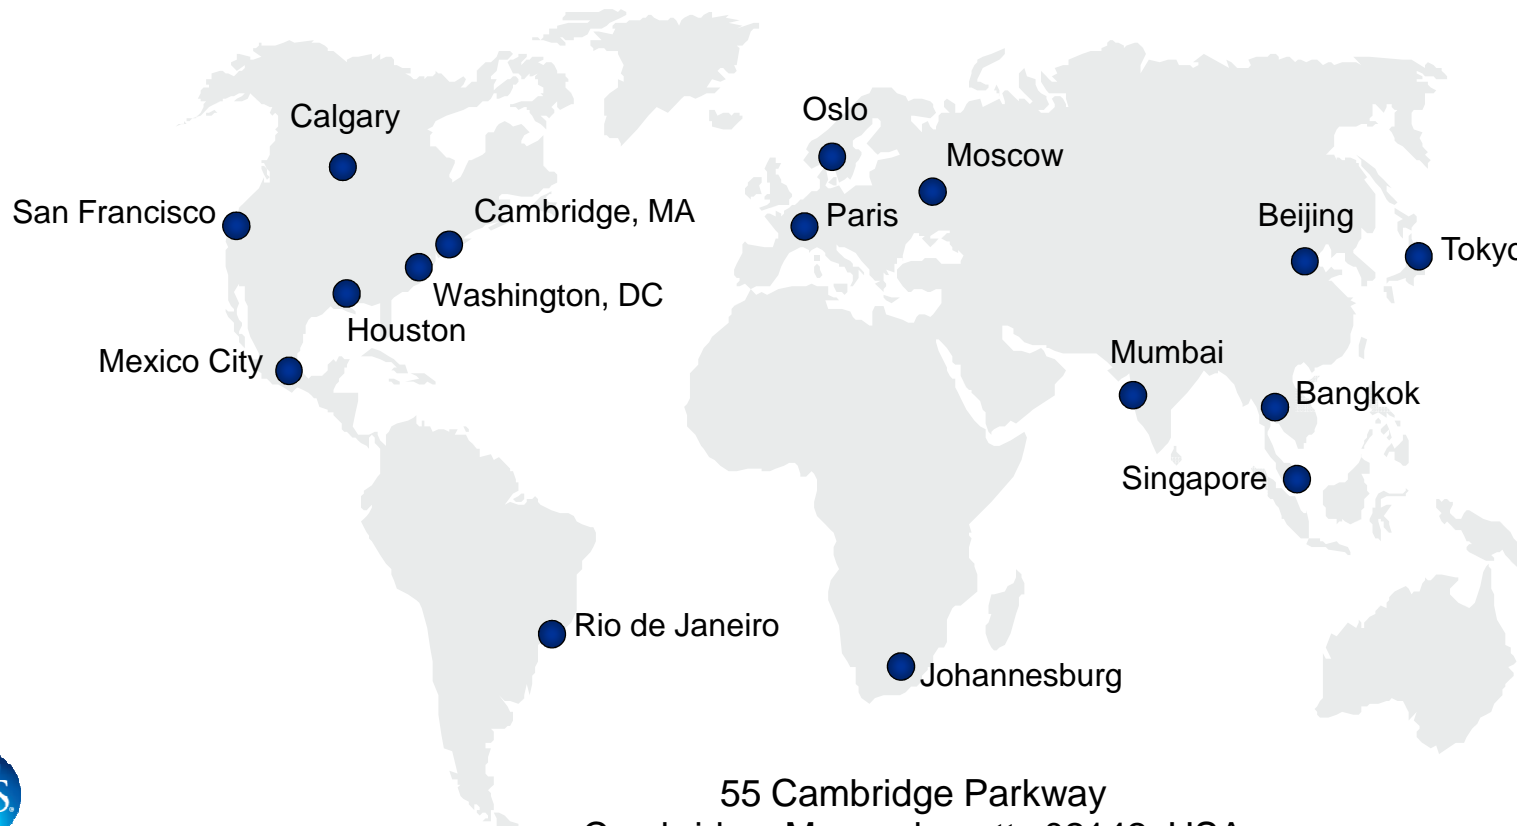 Oslo
Calgary
Moscow
San Francisco
Cambridge, MA
Paris
Beijing
Washington, DC
Houston
Mexico City
Mumbai
Bangkok
Singapore
Rio de Janeiro
Johannesburg
55 Cambridge Parkway